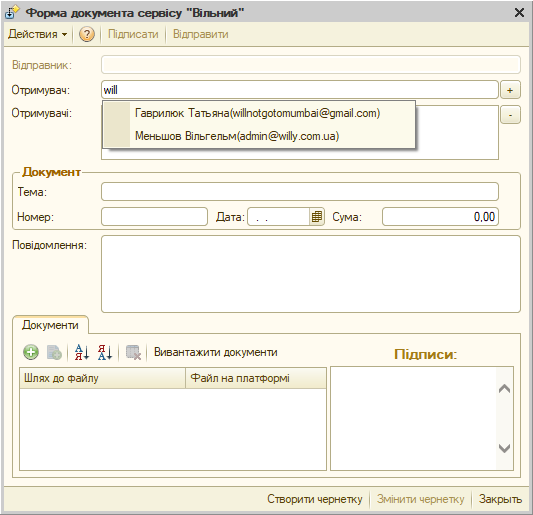 Форма документа сервісу "Вільний"
Действия ? Підписати Відправити
Відправник:
Отримувач: will +
Гаврилюк Татьяна(willnotgotomumbai@gmail.com)
Отримувачі: -
Меньшов Вільгельм(admin@willy.com.ua)
Документ
Тема:
Номер: Дата: . . Сума: 0,00
Повідомлення:
Документи
А Я Я А Вивантажити документи Підписи:
Шлях до файлу Файл на платформі
Створити чернетку Змінити чернетку Закрыть